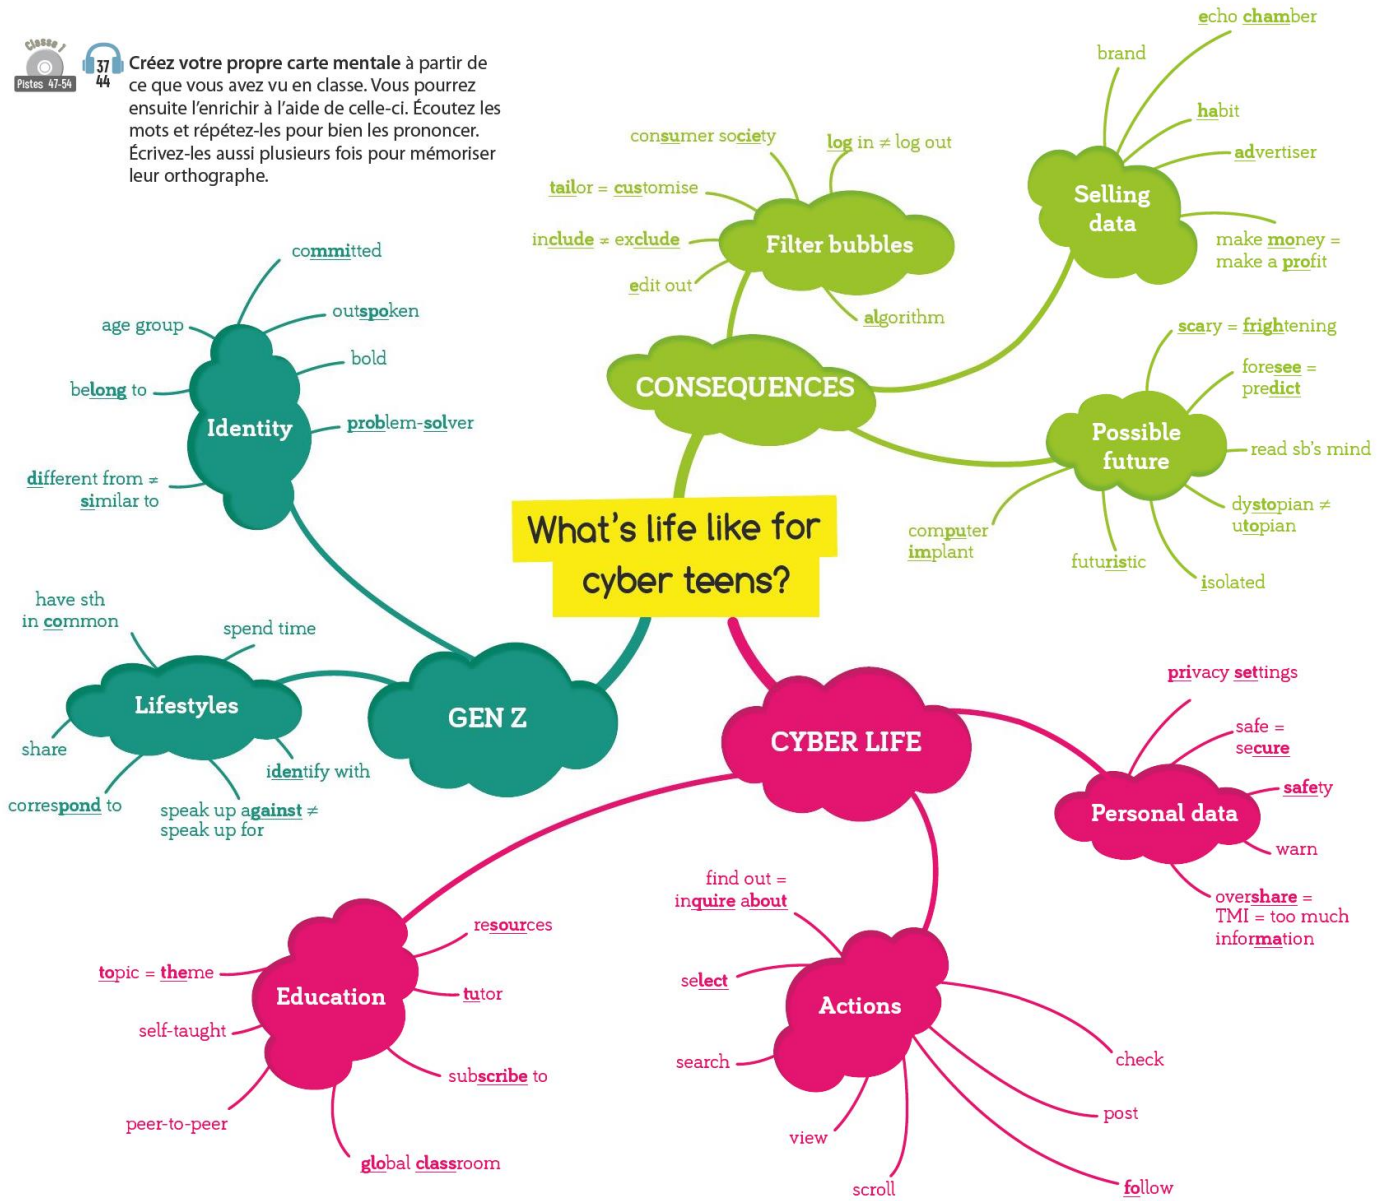 Classe 1
Pistes 47-54
37
44
Créez votre propre carte mentale à partir de
ce que vous avez vu en classe. Vous pourrez
ensuite l'enrichir à l'aide de celle-ci. Écoutez les
mots et répétez-les pour bien les prononcer.
Écrivez-les aussi plusieurs fois pour mémoriser
leur orthographe.
What's life like for
cyber teens?
CONSEQUENCES
Filter bubbles
consumer society
log in ≠ log out
tailor = customise
include ≠ exclude
edit out
algorithm
Selling
data
echo chamber
brand
habit
advertiser
make money =
make a profit
Possible
future
scary = frightening
foresee =
predict
read sb's mind
dystopian ≠
utopian
isolated
futuristic
computer
implant
GEN Z
Identity
committed
outspoken
bold
problem-solver
age group
belong to
different from ≠
similar to
Lifestyles
have sth
in common
spend time
share
correspond to
speak up against ≠
speak up for
identify with
CYBER LIFE
Personal data
privacy settings
safe =
secure
safety
warn
overshare =
TMI = too much
information
Actions
find out =
inquire about
select
search
view
scroll
follow
post
check
Education
resources
tutor
subscribe to
global classroom
peer-to-peer
self-taught
topic = theme